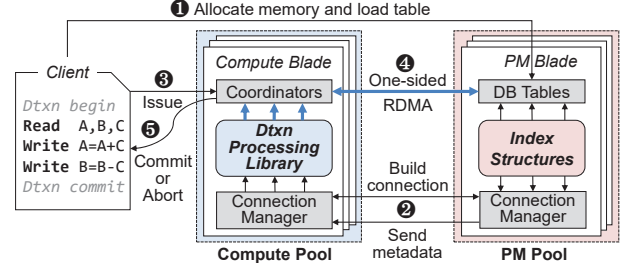 ❶ Allocate memory and load table
Client
Dtxn begin
Read A,B,C
Write A=A+C
Write B=B-C
Dtxn commit
❸
Issue
❺
Commit
or
Abort
Compute Blade
Coordinators
Dtxn
Processing
Library
Connection
Manager
Compute Pool
❹
One-sided
RDMA
Build
connection
❷
Send
metadata
PM Blade
DB Tables
Index
Structures
Connection
Manager
PM Pool